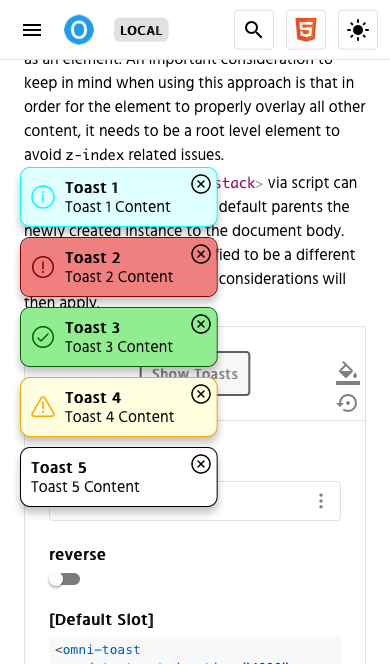 LOCAL
as an element. An important consideration to
keep in mind when using this approach is that in
order for the element to properly overlay all other
content, it needs to be a root level element to
avoid z-index related issues.
stack> via script can
default parents the
newly created instance to the document body.
fied to be a different
considerations will
then apply.
Toast 1
Toast 1 Content
Toast 2
Toast 2 Content
Toast 3
Toast 3 Content
Show Toasts
Toast 4
Toast 4 Content
Toast 5
Toast 5 Content
reverse
[Default Slot]
<omni-toast